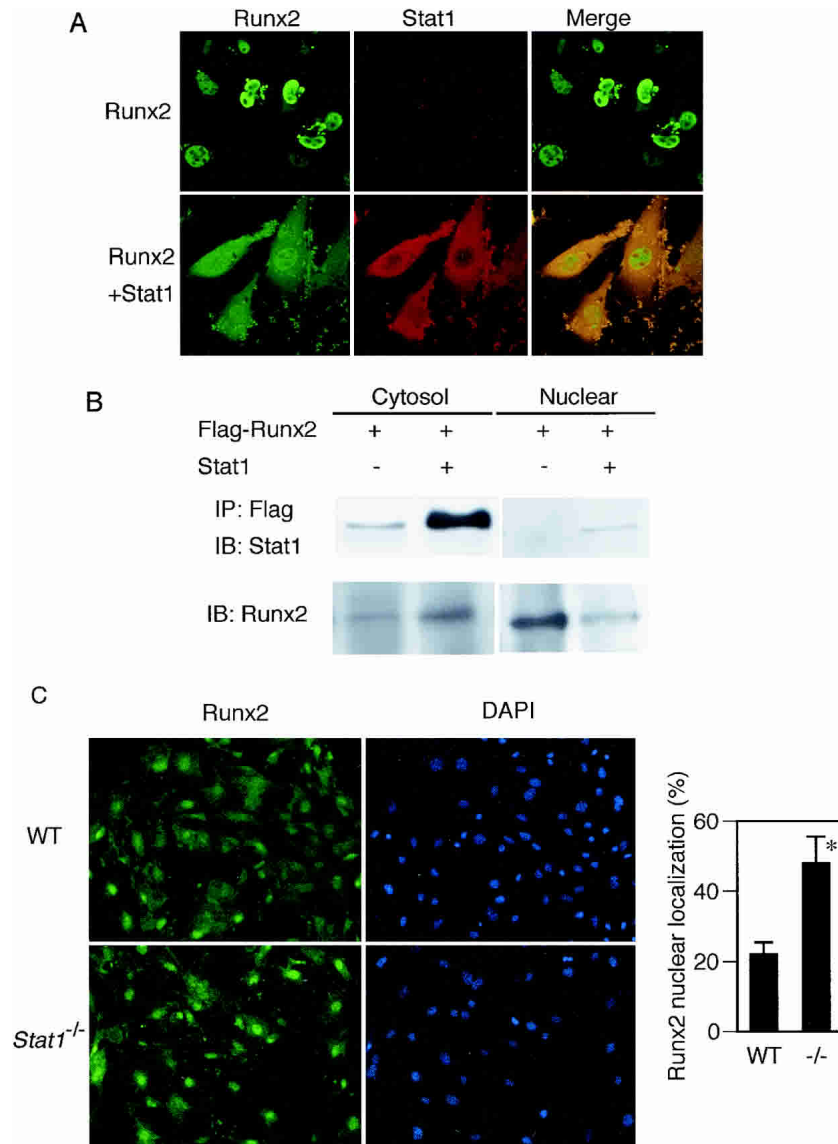 A
Runx2 Stat1 Merge
Runx2
Runx2
+Stat1
B
Cytosol Nuclear
Flag-Runx2 + + + +
Stat1 - + - +
IP: Flag
IB: Stat1
IB: Runx2
C
Runx2 DAPI
WT
Stat1-/-
Runx2 nuclear localization (%)
60
40
20
0
*
WT -/-